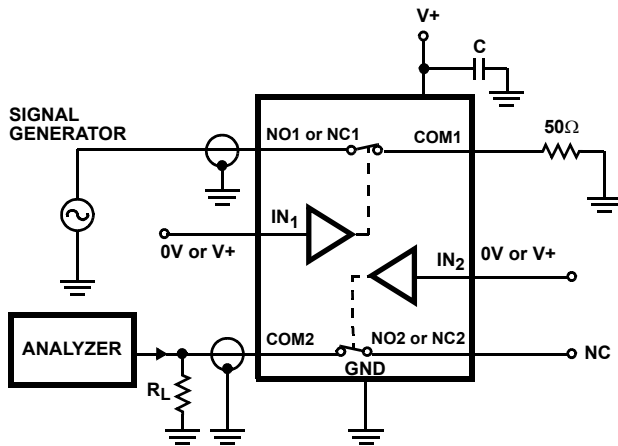 V+
C
SIGNAL
GENERATOR
NO1 or NC1
COM1
50Ω
IN1
0V or V+
IN2
0V or V+
ANALYZER
COM2
NO2 or NC2
NC
GND
RL